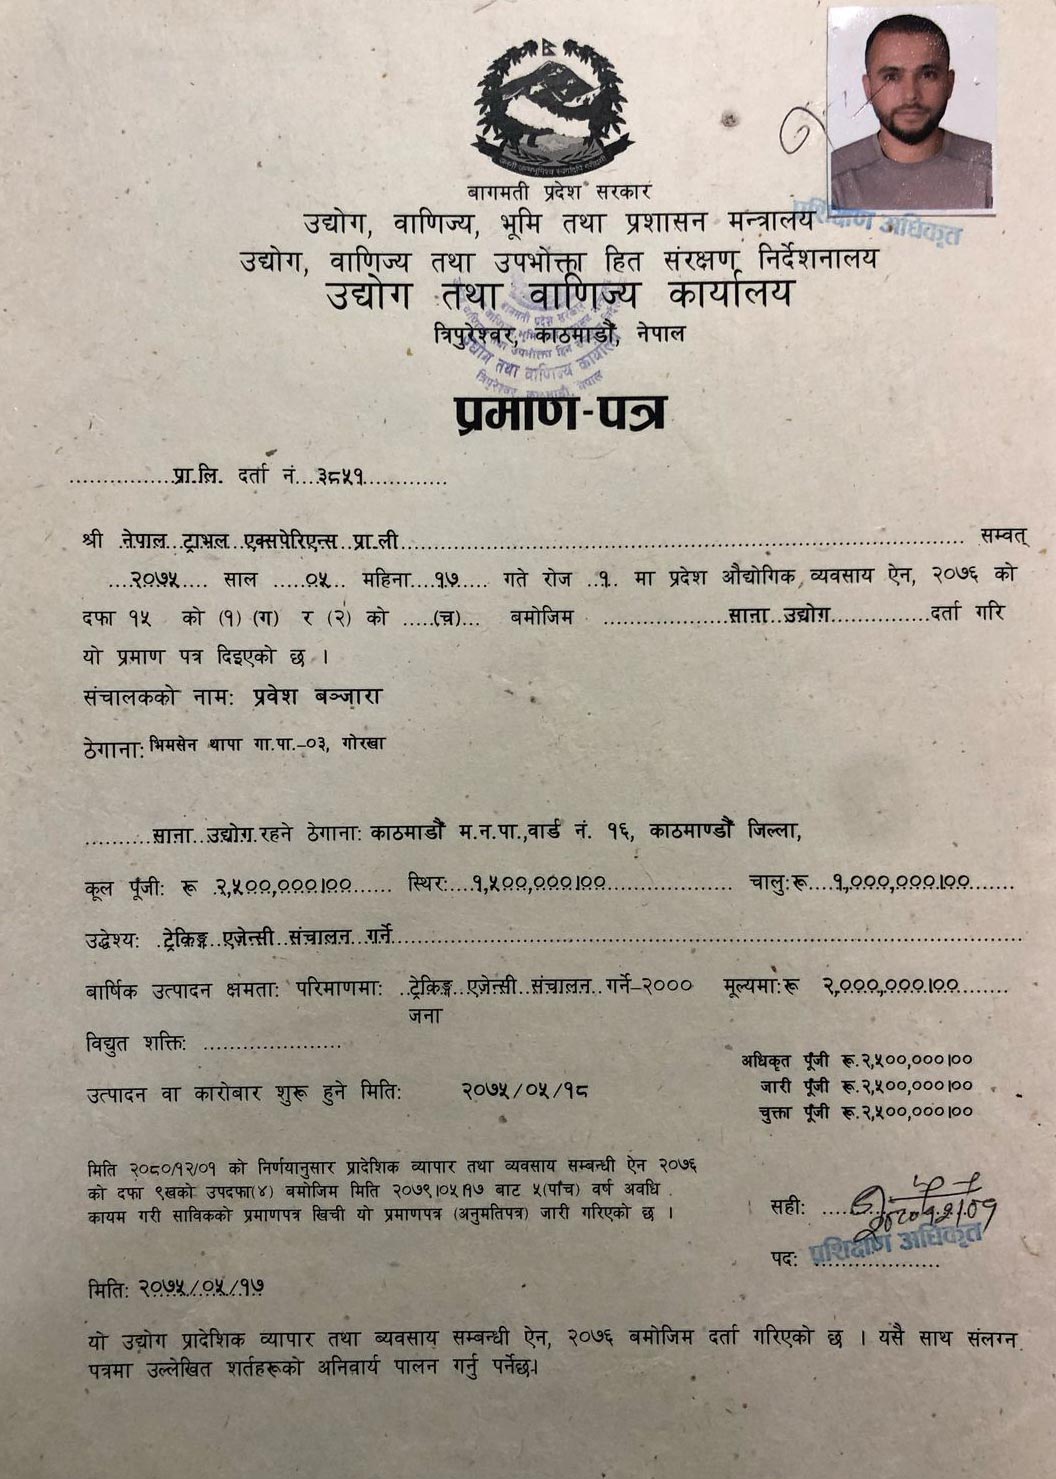 बागमती प्रदेश सरकार
उद्योग, वाणिज्य, भूमि तथा प्रशासन मन्त्रालय
प्रशिक्षण अधिकृत
उद्योग, वाणिज्य तथा उपभोक्ता हित संरक्षण निर्देशनालय
उद्योग तथा वाणिज्य कार्यालय
त्रिपुरेश्वर, काठमाडौं, नेपाल
उद्योग तथा वाणिज्य कार्यालय
प्रमाण-पत्र
................प्रा.लि. दर्ता नं...३८५१.............
श्री नेपाल ट्राभल एक्सपेरिएन्स प्रा.ली........................ सम्वत्
...२०७५.... साल .....०५.. महिना..१७.... गते रोज ..१. मा प्रदेश औद्योगिक व्यवसाय ऐन, २०७६ को
दफा १५ को (१) (ग) र (२) को .....(च)... बमोजिम ....................साना उद्योग................दर्ता गरि
यो प्रमाण पत्र दिइएको छ ।
संचालकको नाम: प्रवेश बञ्जारा
ठेगाना: भिमसेन थापा गा.पा.-०३, गोरखा
..........साना उद्योग रहने ठेगाना: काठमाडौं म.न.पा.,वार्ड नं. १६, काठमाण्डौं जिल्ला,
कूल पूँजी: रू २,५००,०००।००...... स्थिर:...१,५००,०००।००.................... चालु:रू....१,०००,०००।००.......
उद्धेश्य: .ट्रेकिङ्ग एजेन्सी संचालन गर्ने........................
वार्षिक उत्पादन क्षमता: परिमाणमा: ..ट्रेकिङ्ग एजेन्सी संचालन गर्ने-२००० मूल्यमा:रू २,०००,०००।००........
जना
विद्युत शक्ति: ......................
अधिकृत पूँजी रू.२,५००,०००।००
जारी पूँजी रू.२,५००,०००।००
चुक्ता पूँजी रू.२,५००,०००।००
उत्पादन वा कारोबार शुरू हुने मिति: २०७५/०५/१८
मिति २०८०/१२/०१ को निर्णयानुसार प्रादेशिक व्यापार तथा व्यवसाय सम्बन्धी ऐन २०७६
को दफा ९खको उपदफा(४) बमोजिम मिति २०७९।०५।१७ बाट ५(पाँच) वर्ष अवधि
कायम गरी साविकको प्रमाणपत्र खिची यो प्रमाणपत्र (अनुमतिपत्र) जारी गरिएको छ ।
सही:
पद: प्रशिक्षण अधिकृत
मिति: २०७५/०५/१७
यो उद्योग प्रादेशिक व्यापार तथा ब्यवसाय सम्बन्धी ऐन, २०७६ बमोजिम दर्ता गरिएको छ । यसै साथ संलग्न
पत्रमा उल्लेखित शर्तहरूको अनिवार्य पालन गर्नु पर्नेछ।